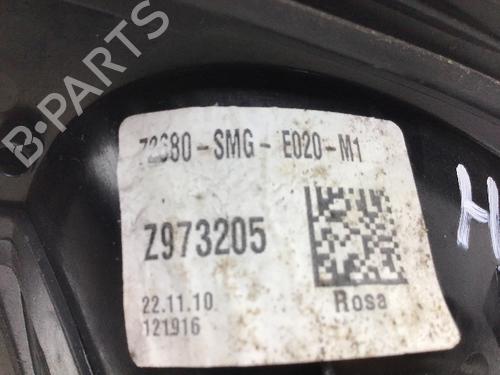 B-PARTS
72680-SMG-E020-M1
Z973205
22.11.10
121916
Rosa
H